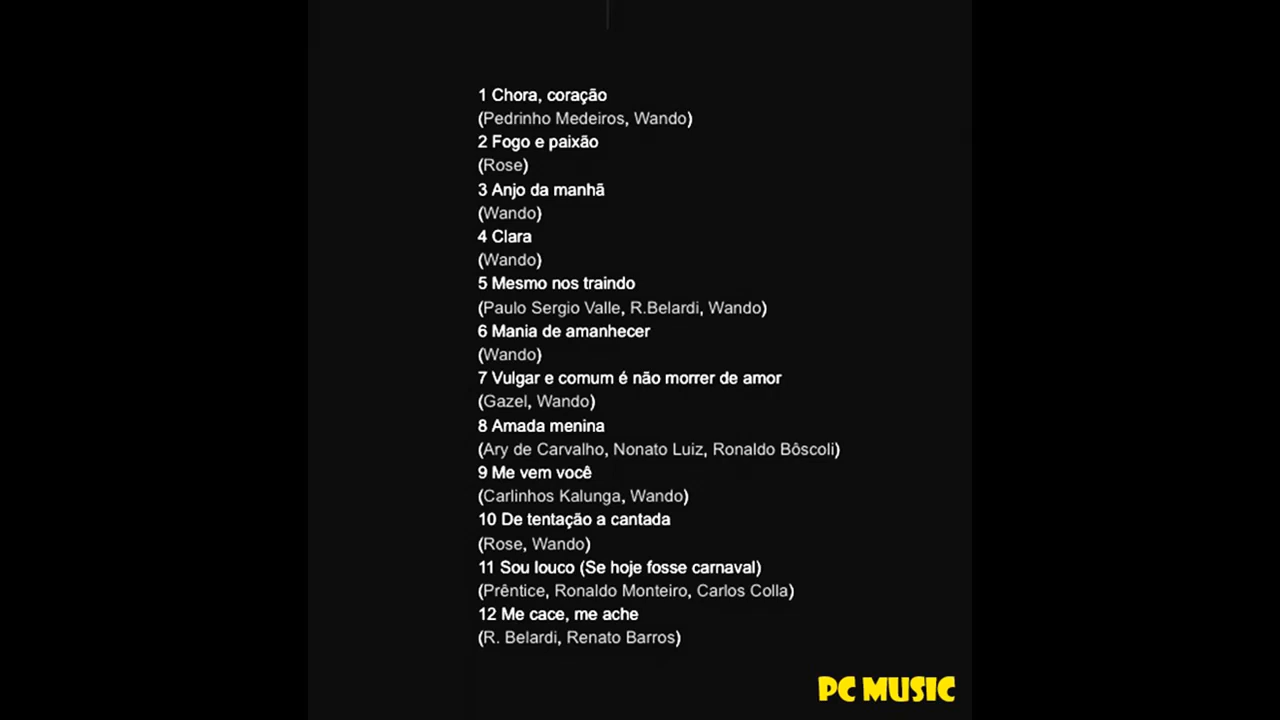 1 Chora, coração
(Pedrinho Medeiros, Wando)
2 Fogo e paixão
(Rose)
3 Anjo da manhã
(Wando)
4 Clara
(Wando)
5 Mesmo nos traindo
(Paulo Sergio Valle, R.Belardi, Wando)
6 Mania de amanhecer
(Wando)
7 Vulgar e comum é não morrer de amor
(Gazel, Wando)
8 Amada menina
(Ary de Carvalho, Nonato Luiz, Ronaldo Bôscoli)
9 Me vem você
(Carlinhos Kalunga, Wando)
10 De tentação a cantada
(Rose, Wando)
11 Sou louco (Se hoje fosse carnaval)
(Prêntice, Ronaldo Monteiro, Carlos Colla)
12 Me cace, me ache
(R. Belardi, Renato Barros)
PC MUSIC